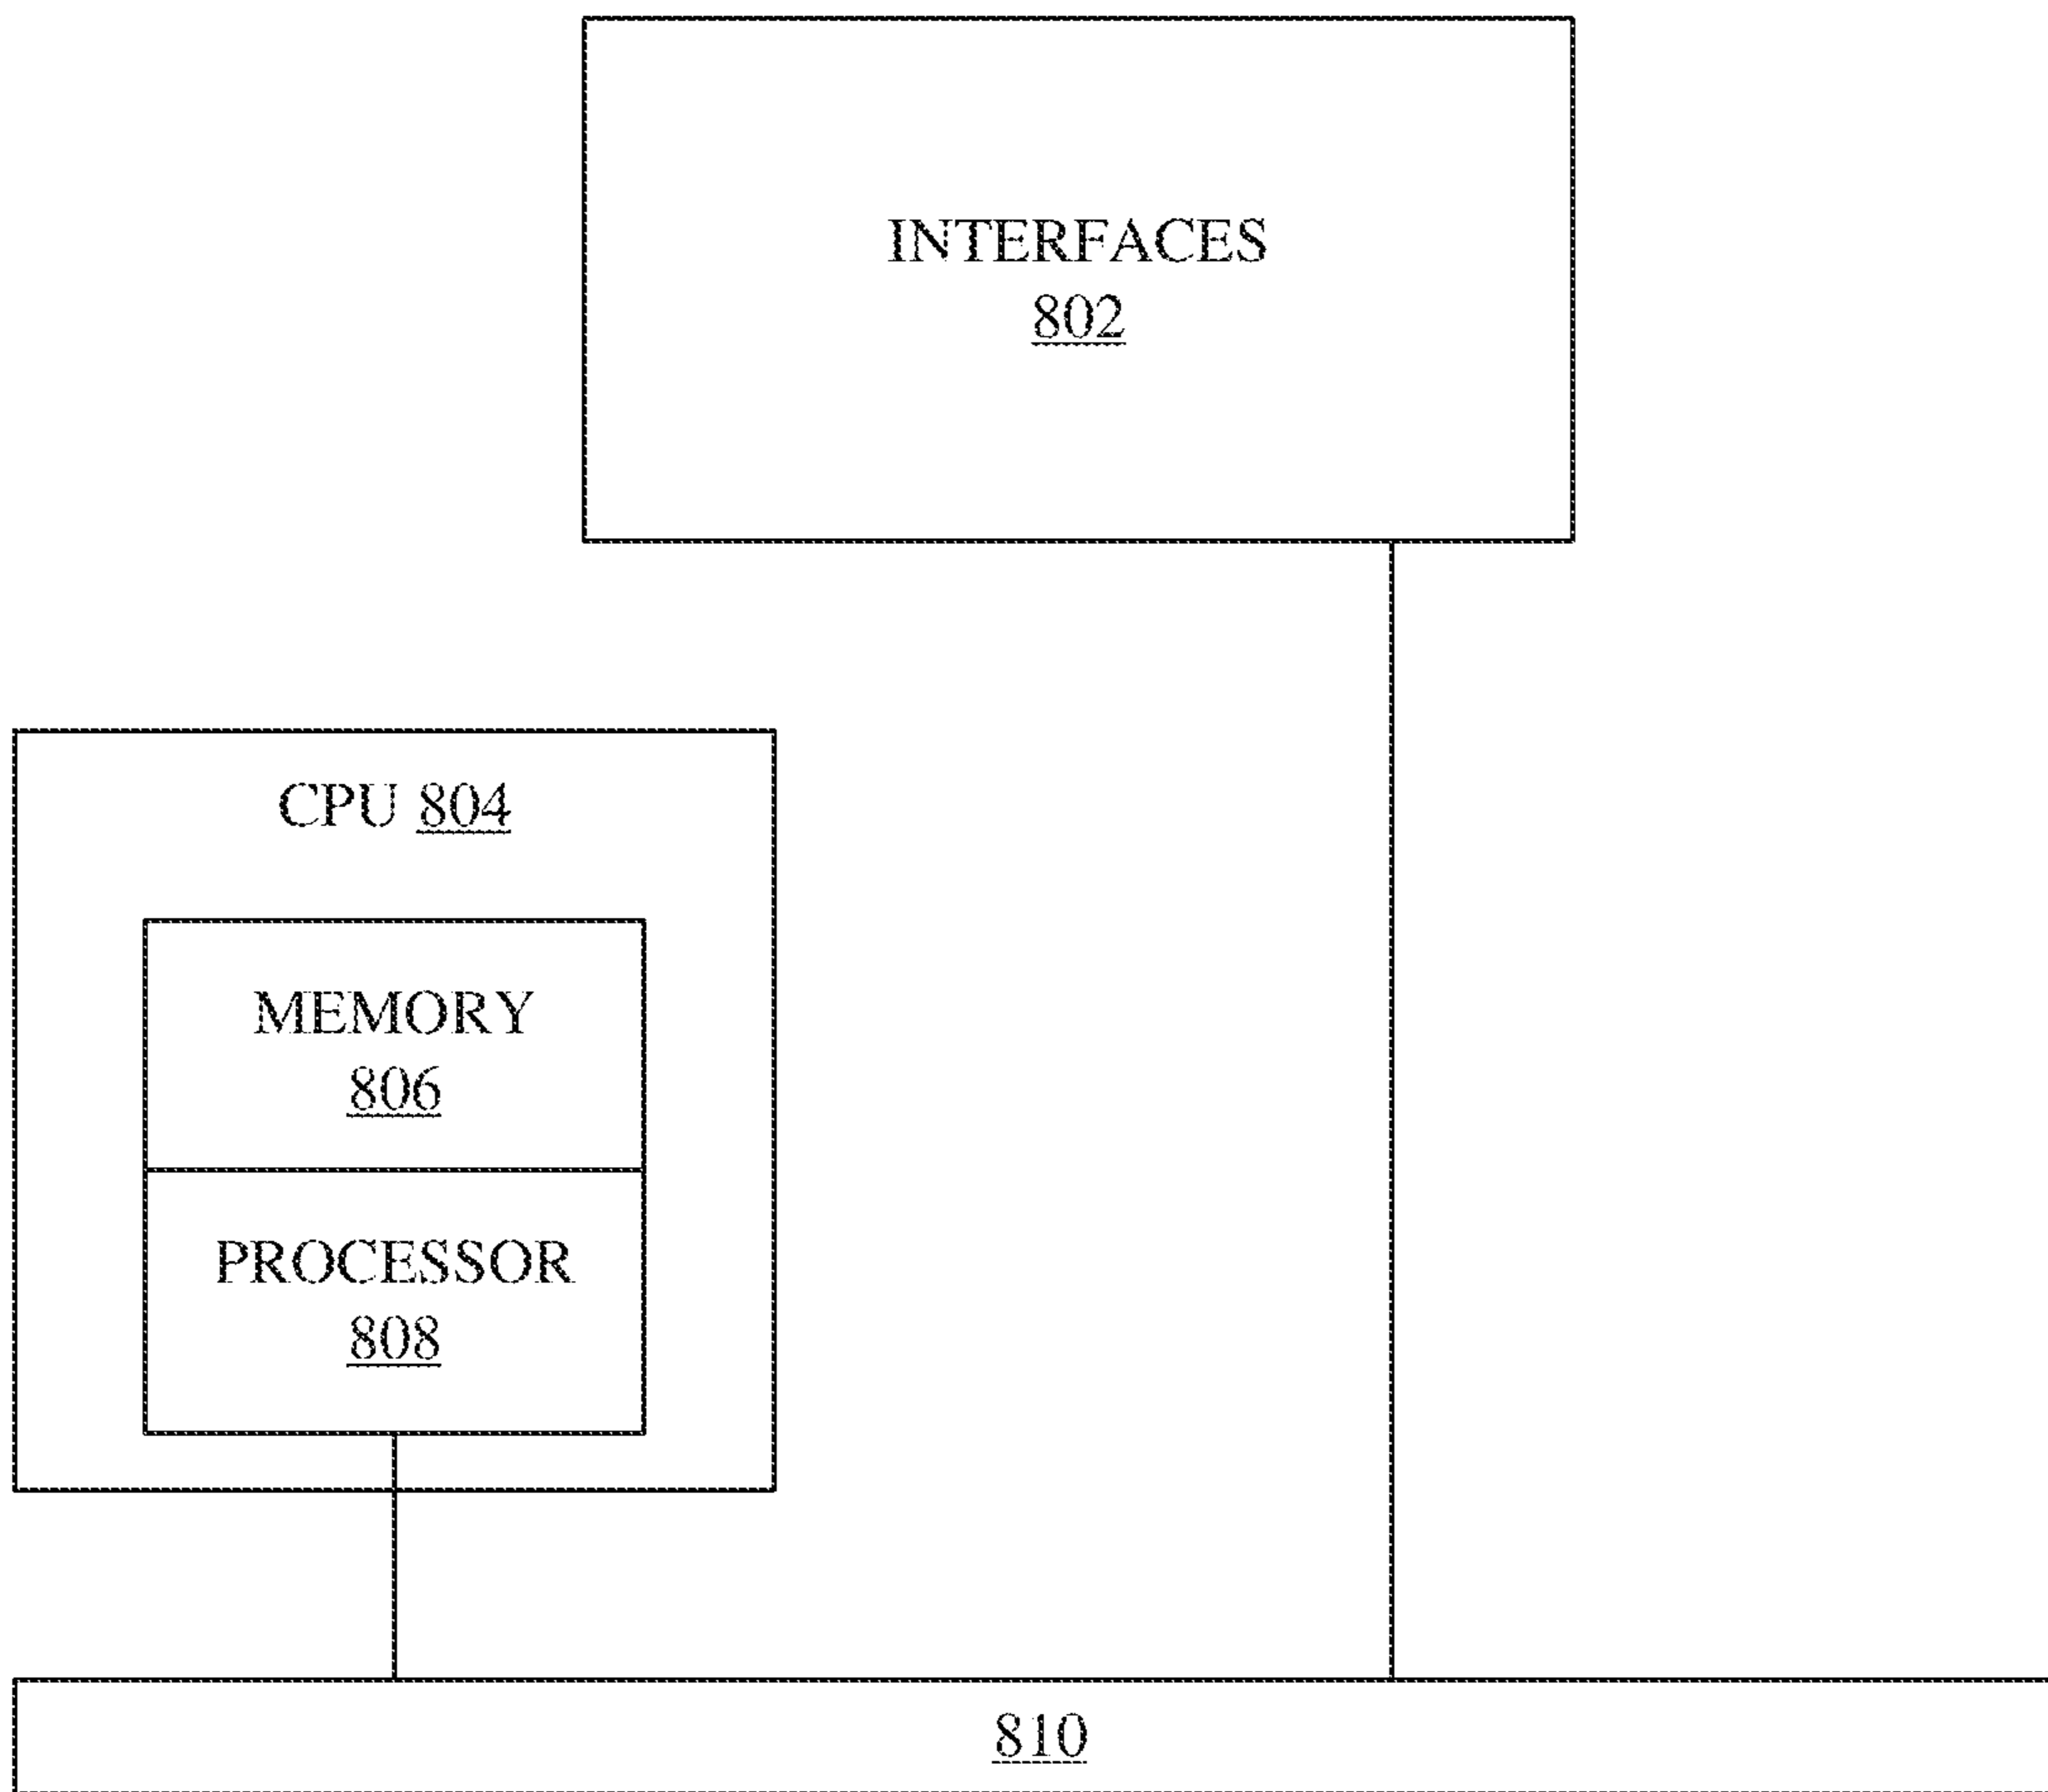 INTERFACES
802
CPU 804
MEMORY
806
PROCESSOR
808
810